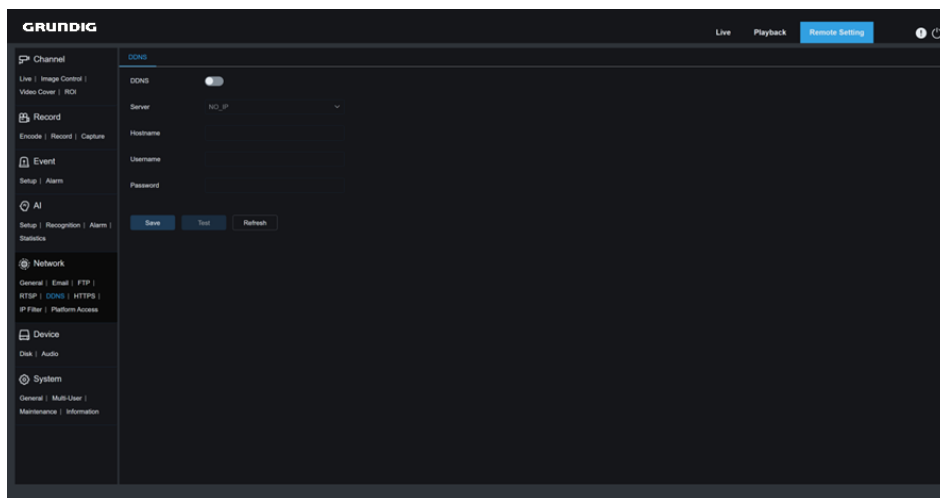 GRUNDIG
Live Playback Remote Setting
Channel
Live | Image Control |
Video Cover | ROI
Record
Encode | Record | Capture
Event
Setup | Alarm
AI
Setup | Recognition | Alarm |
Statistics
Network
General | Email | FTP |
RTSP | DDNS | HTTPS |
IP Filter | Platform Access
Device
Disk | Audio
System
General | Multi-User |
Maintenance | Information
DDNS
DDNS
Server NO_IP
Hostname
Username
Password
Save Test Refresh